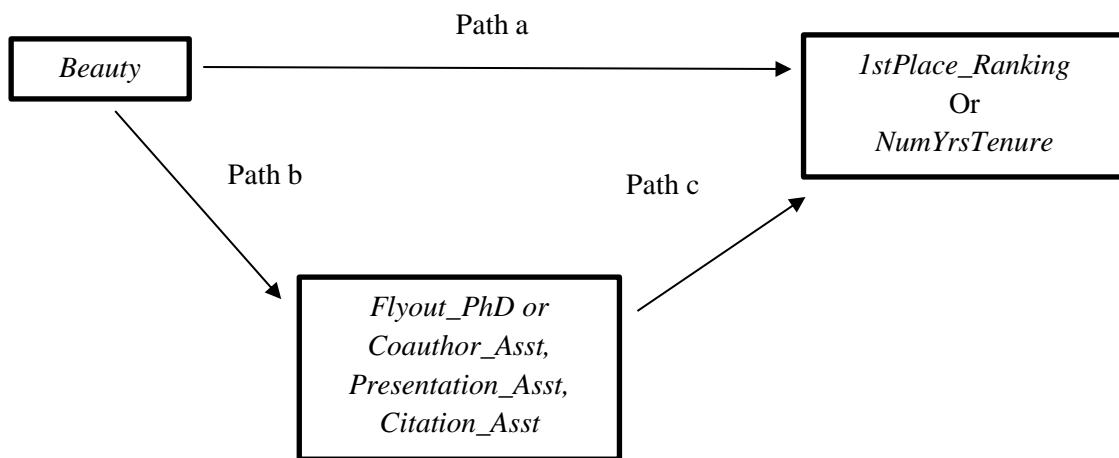 Path a
Beauty
1stPlace_Ranking
Or
NumYrsTenure
Path b
Path c
Flyout_PhD or
Coauthor_Asst,
Presentation_Asst,
Citation_Asst